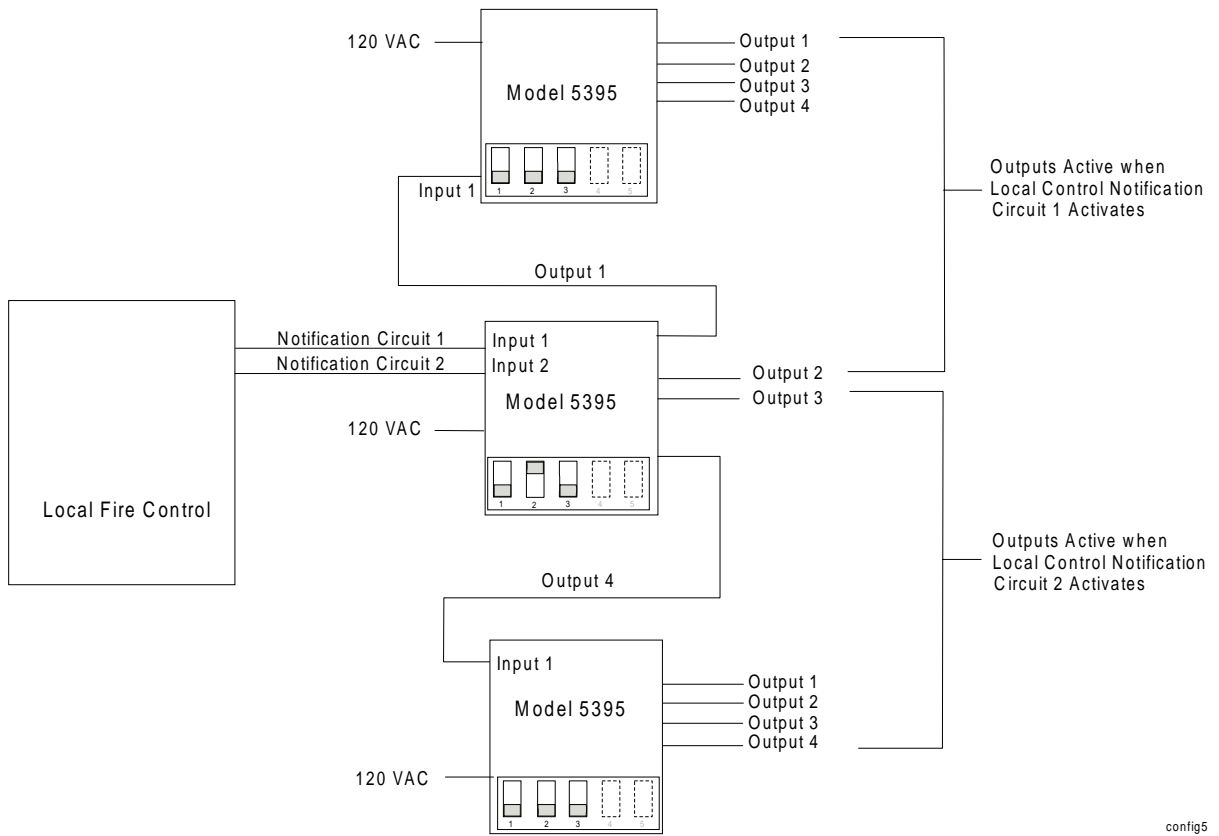 120 VAC
Output 1
Output 2
Output 3
Output 4
Model 5395
Input 1
1 2 3 4 5
Outputs Active when
Local Control Notification
Circuit 1 Activates
Output 1
Local Fire Control
Notification Circuit 1
Notification Circuit 2
Input 1
Input 2
Model 5395
120 VAC
1 2 3 4 5
Output 2
Output 3
Outputs Active when
Local Control Notification
Circuit 2 Activates
Output 4
Input 1
Model 5395
120 VAC
1 2 3 4 5
Output 1
Output 2
Output 3
Output 4
config5